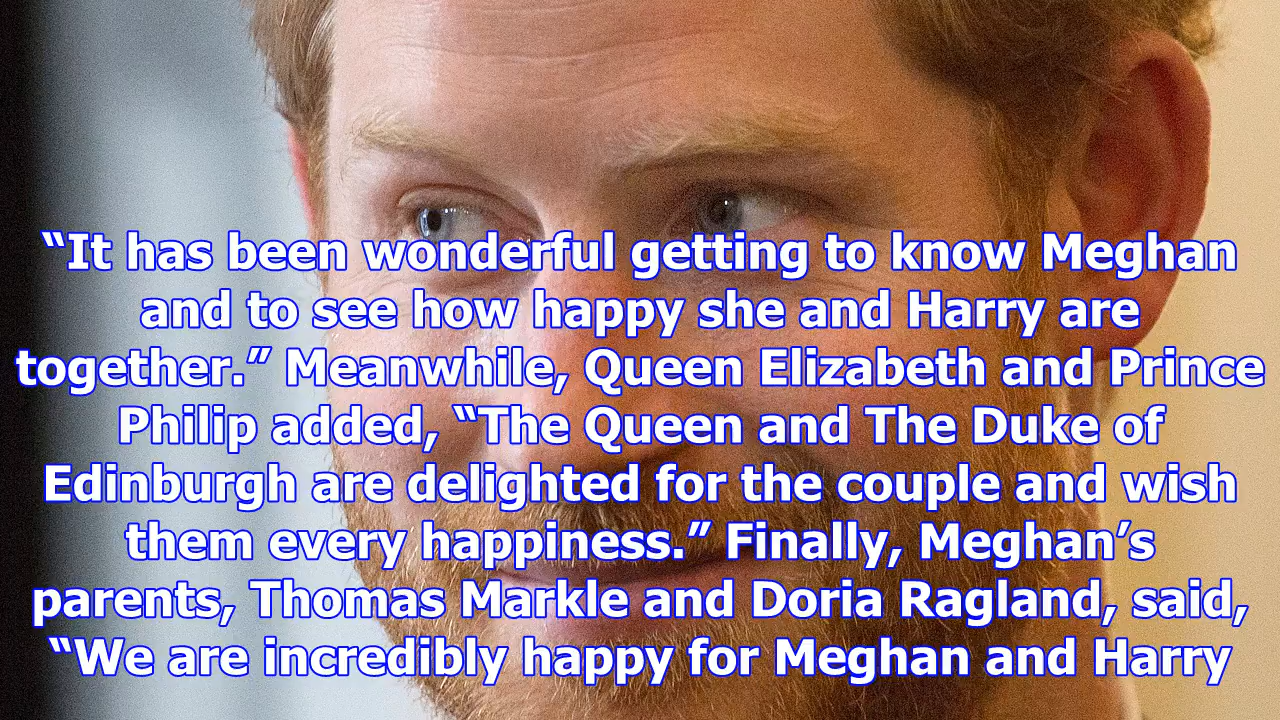 “It has been wonderful getting to know Meghan
and to see how happy she and Harry are
together.” Meanwhile, Queen Elizabeth and Prince
Philip added, “The Queen and The Duke of
Edinburgh are delighted for the couple and wish
them every happiness.” Finally, Meghan’s
parents, Thomas Markle and Doria Ragland, said,
“We are incredibly happy for Meghan and Harry